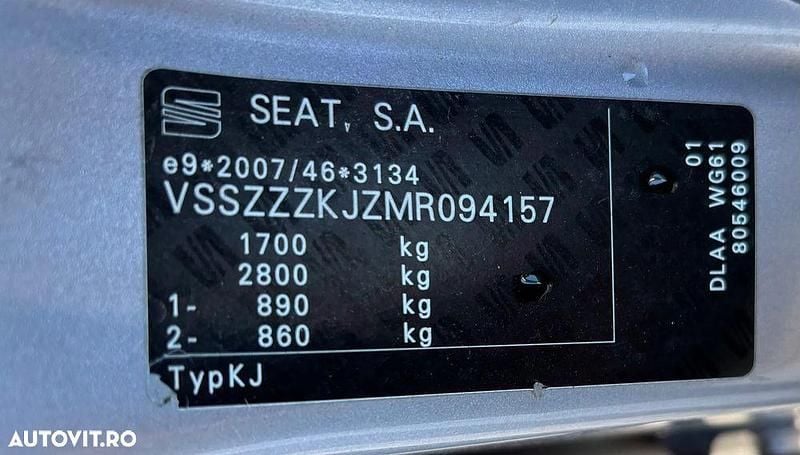 SEAT, S.A.
e9*2007/46*3134
VSSZZZKJZMR094157
1700 kg
2800 kg
1- 890 kg
2- 860 kg
TypKJ
01
DLAA WG61
80546009
AUTOVIT.RO